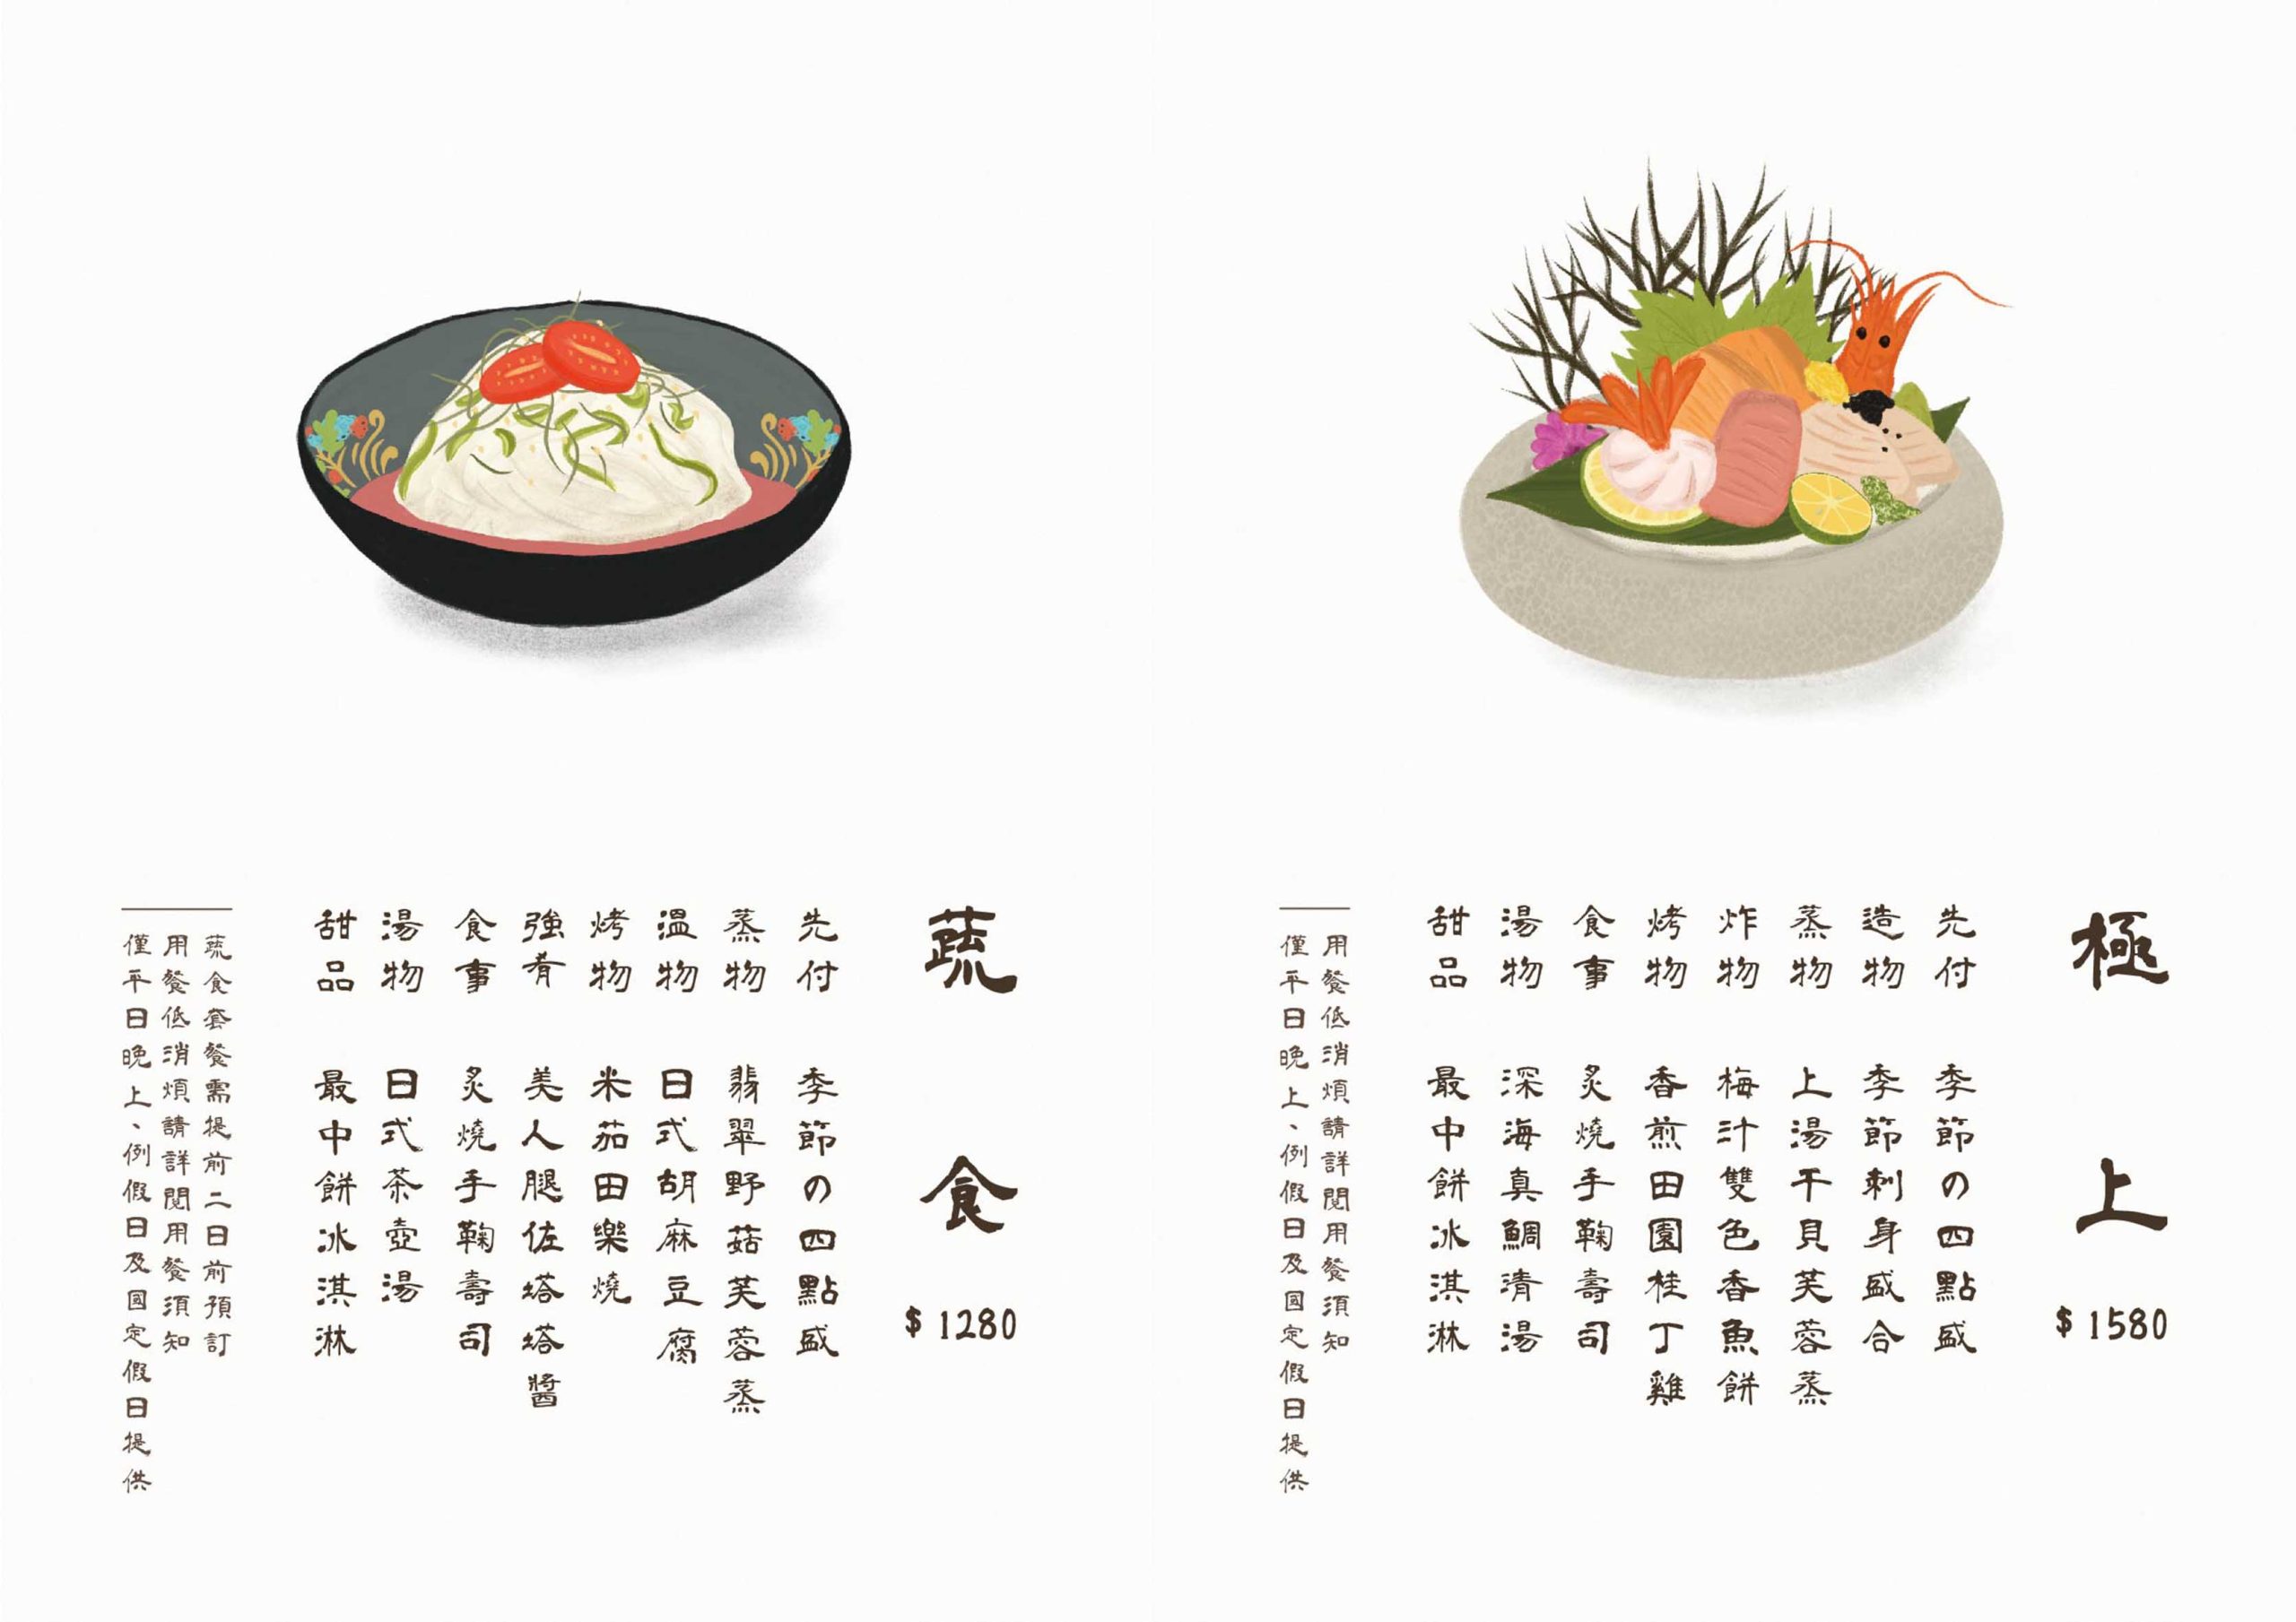 極上
$1580
先付 季節の四點盛
造物 季節刺身盛合
蒸物 上湯干貝芙蓉蒸
炸物 梅汁雙色香魚餅
烤物 香煎田園桂丁雞
食事 炙燒手鞠壽司
湯物 深海真鯛清湯
甜品 最中餅冰淇淋
用餐低消煩請詳閱用餐須知
僅平日晚上、例假日及國定假日提供
蔬食
$1280
先付 季節の四點盛
蒸物 翡翠野菇芙蓉蒸
溫物 日式胡麻豆腐
烤物 米茄田樂燒
強肴 美人腿佐塔塔醬
食事 炙燒手鞠壽司
湯物 日式茶壺湯
甜品 最中餅冰淇淋
蔬食套餐需提前二日前預訂
用餐低消煩請詳閱用餐須知
僅平日晚上、例假日及國定假日提供